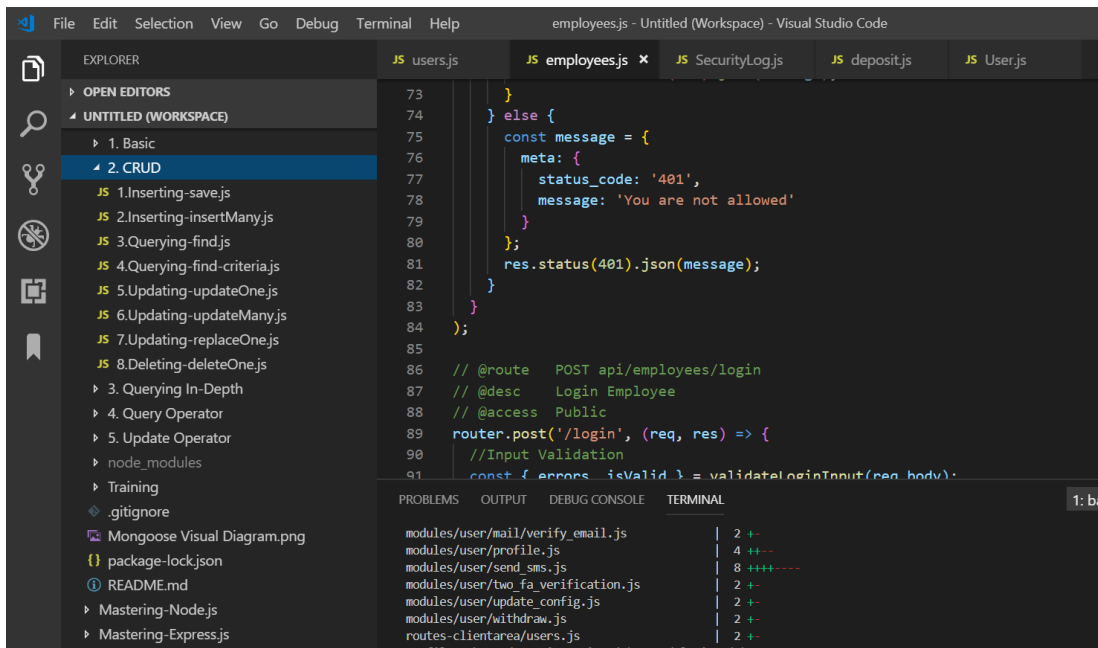 File Edit Selection View Go Debug Terminal Help employees.js - Untitled (Workspace) - Visual Studio Code
EXPLORER
OPEN EDITORS
UNTITLED (WORKSPACE)
1. Basic
2. CRUD
JS 1.Inserting-save.js
JS 2.Inserting-insertMany.js
JS 3.Querying-find.js
JS 4.Querying-find-criteria.js
JS 5.Updating-updateOne.js
JS 6.Updating-updateMany.js
JS 7.Updating-replaceOne.js
JS 8.Deleting-deleteOne.js
3. Querying In-Depth
4. Query Operator
5. Update Operator
node_modules
Training
.gitignore
Mongoose Visual Diagram.png
{} package-lock.json
README.md
Mastering-Node.js
Mastering-Express.js
JS users.js JS employees.js × JS SecurityLog.js JS deposit.js JS User.js
73 }
74 } else {
75 const message = {
76 meta: {
77 status_code: '401',
78 message: 'You are not allowed'
79 }
80 };
81 res.status(401).json(message);
82 }
83 }
84 );
85
86 // @route POST api/employees/login
87 // @desc Login Employee
88 // @access Public
89 router.post('/login', (req, res) => {
90 //Input Validation
91 const { errors, isValid } = validateLoginInput(req.body);
PROBLEMS OUTPUT DEBUG CONSOLE TERMINAL 1: ba
modules/user/mail/verify_email.js | 2 +-
modules/user/profile.js | 4 ++--
modules/user/send_sms.js | 8 ++++----
modules/user/two_fa_verification.js | 2 +-
modules/user/update_config.js | 2 +-
modules/user/withdraw.js | 2 +-
routes-clientarea/users.js | 2 +-